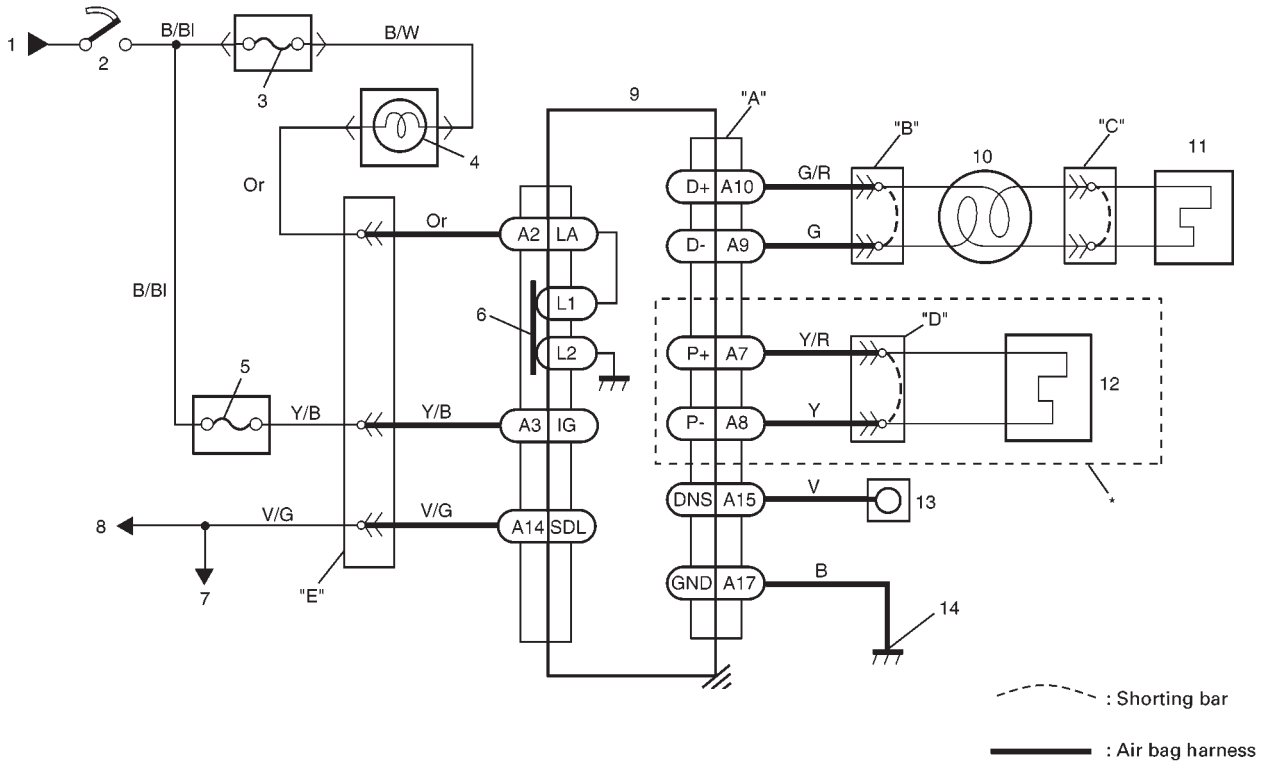 1
2
B/Bl
3
B/W
4
Or
B/Bl
5
Y/B
Y/B
Or
8
V/G
V/G
7
"E"
6
9
A2 LA
L1
L2
A3 IG
A14 SDL
"A"
D+ A10
G/R
"B"
10
"C"
11
D- A9
G
P+ A7
Y/R
"D"
12
P- A8
Y
*
DNS A15
V
13
GND A17
B
14
: Shorting bar
: Air bag harness